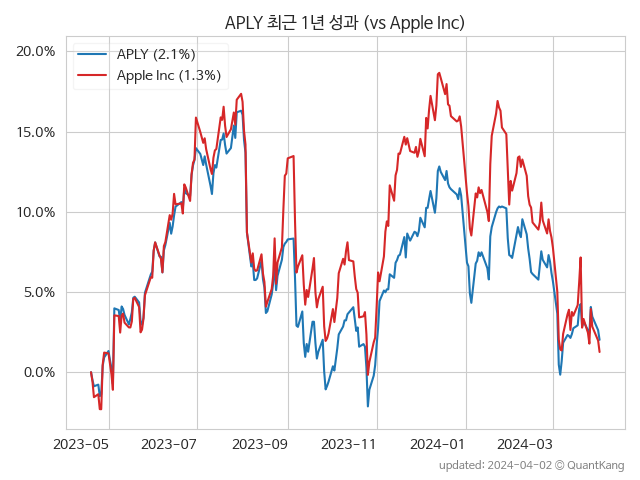 APLY 최근 1년 성과 (vs Apple Inc)
20.0%
APLY (2.1%)
Apple Inc (1.3%)
15.0%
10.0%
5.0%
0.0%
2023-05 2023-07 2023-09 2023-11 2024-01 2024-03
updated: 2024-04-02 © QuantKang